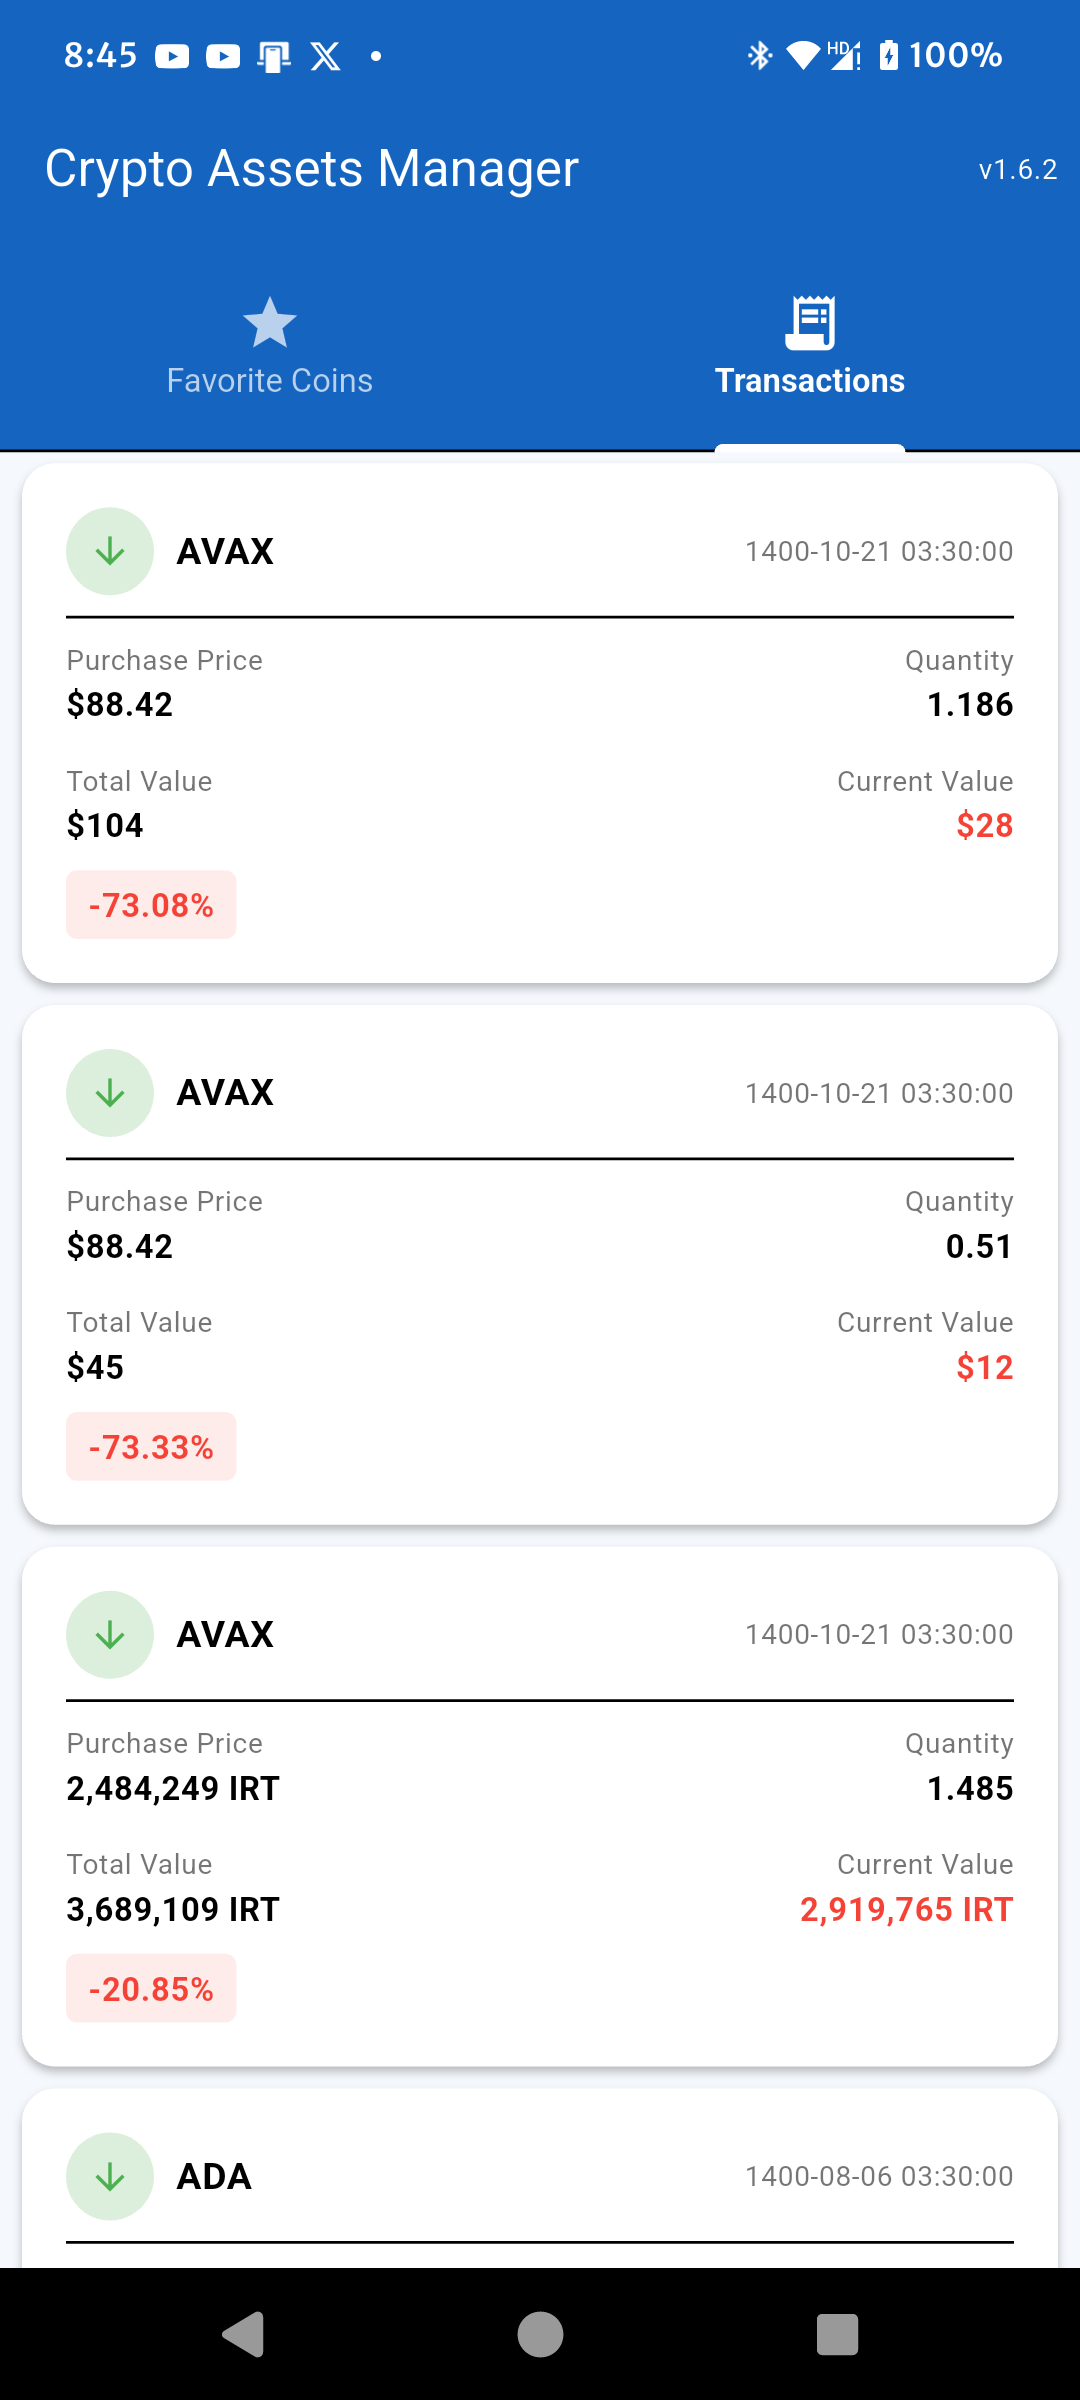 8:45 HD 100%
Crypto Assets Manager v1.6.2
Favorite Coins Transactions
AVAX 1400-10-21 03:30:00
Purchase Price Quantity
$88.42 1.186
Total Value Current Value
$104 $28
-73.08%
AVAX 1400-10-21 03:30:00
Purchase Price Quantity
$88.42 0.51
Total Value Current Value
$45 $12
-73.33%
AVAX 1400-10-21 03:30:00
Purchase Price Quantity
2,484,249 IRT 1.485
Total Value Current Value
3,689,109 IRT 2,919,765 IRT
-20.85%
ADA 1400-08-06 03:30:00